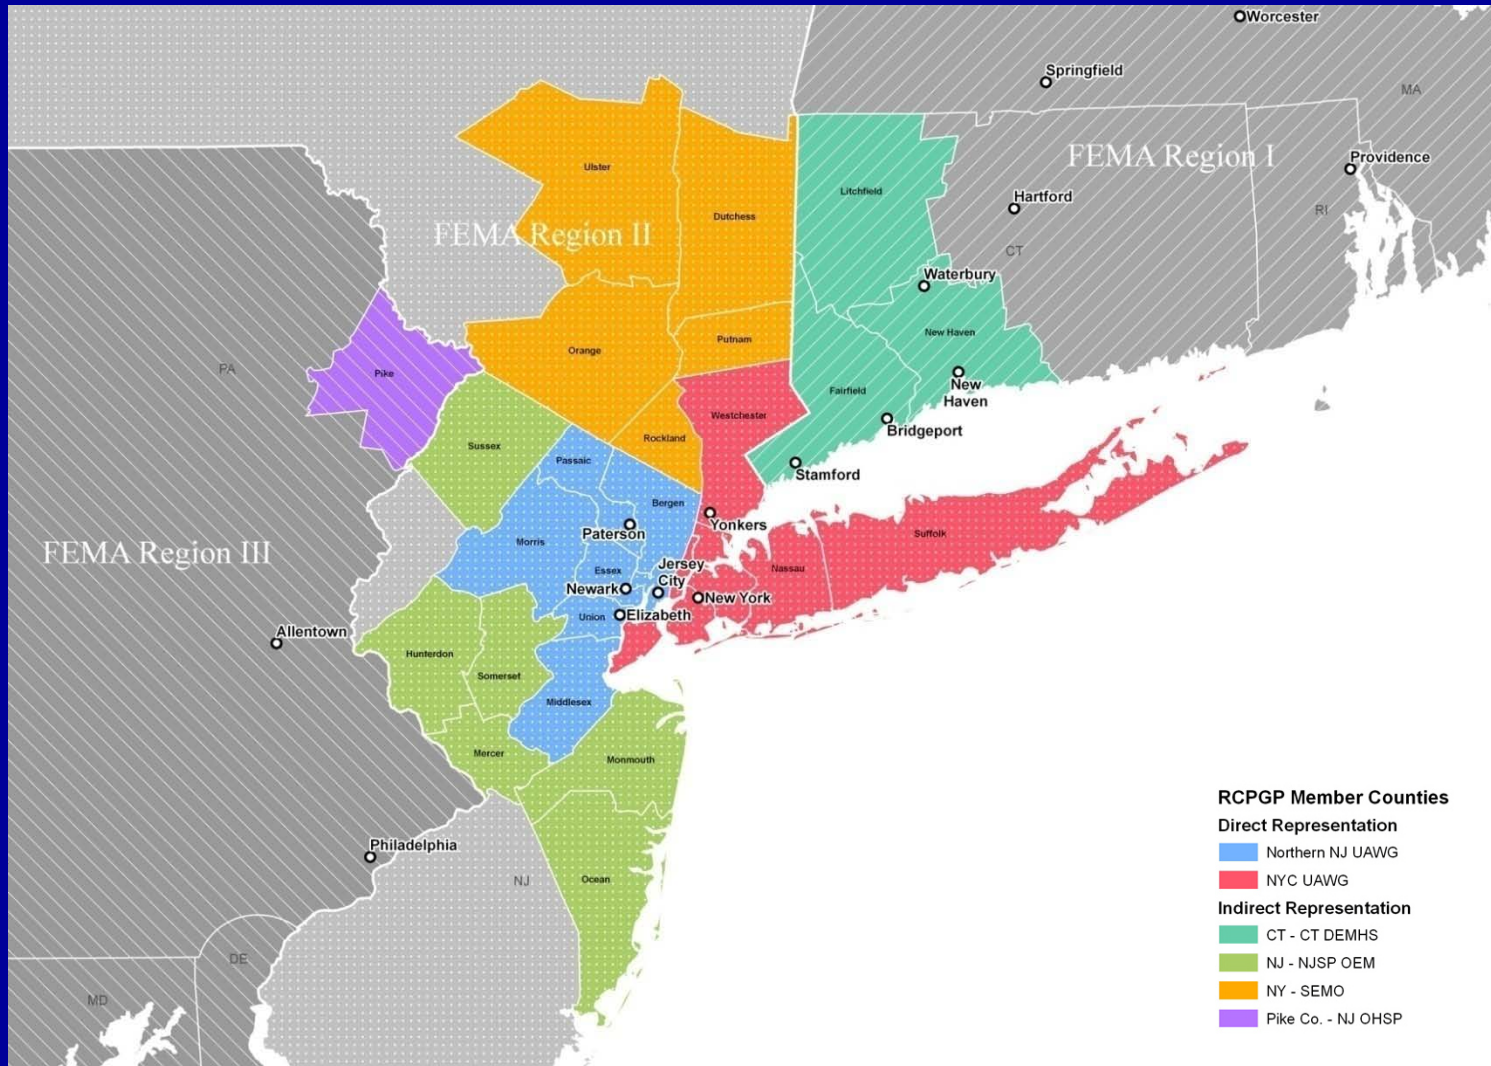 Worcester
Springfield
MA
FEMA Region I
Providence
Ulster
Litchfield
Hartford
RI
Dutchess
FEMA Region II
CT
Waterbury
New Haven
Putnam
Orange
PA
Pike
New
Haven
Fairfield
Westchester
Bridgeport
Rockland
Sussex
Passaic
Stamford
Bergen
Yonkers
Paterson
Suffolk
Morris
FEMA Region III
Jersey
City
Essex
Nassau
Newark
New York
Union
Elizabeth
Allentown
Hunterdon
Somerset
Middlesex
Mercer
Monmouth
Philadelphia
NJ
Ocean
DE
MD
RCPGP Member Counties
Direct Representation
Northern NJ UAWG
NYC UAWG
Indirect Representation
CT - CT DEMHS
NJ - NJSP OEM
NY - SEMO
Pike Co. - NJ OHSP